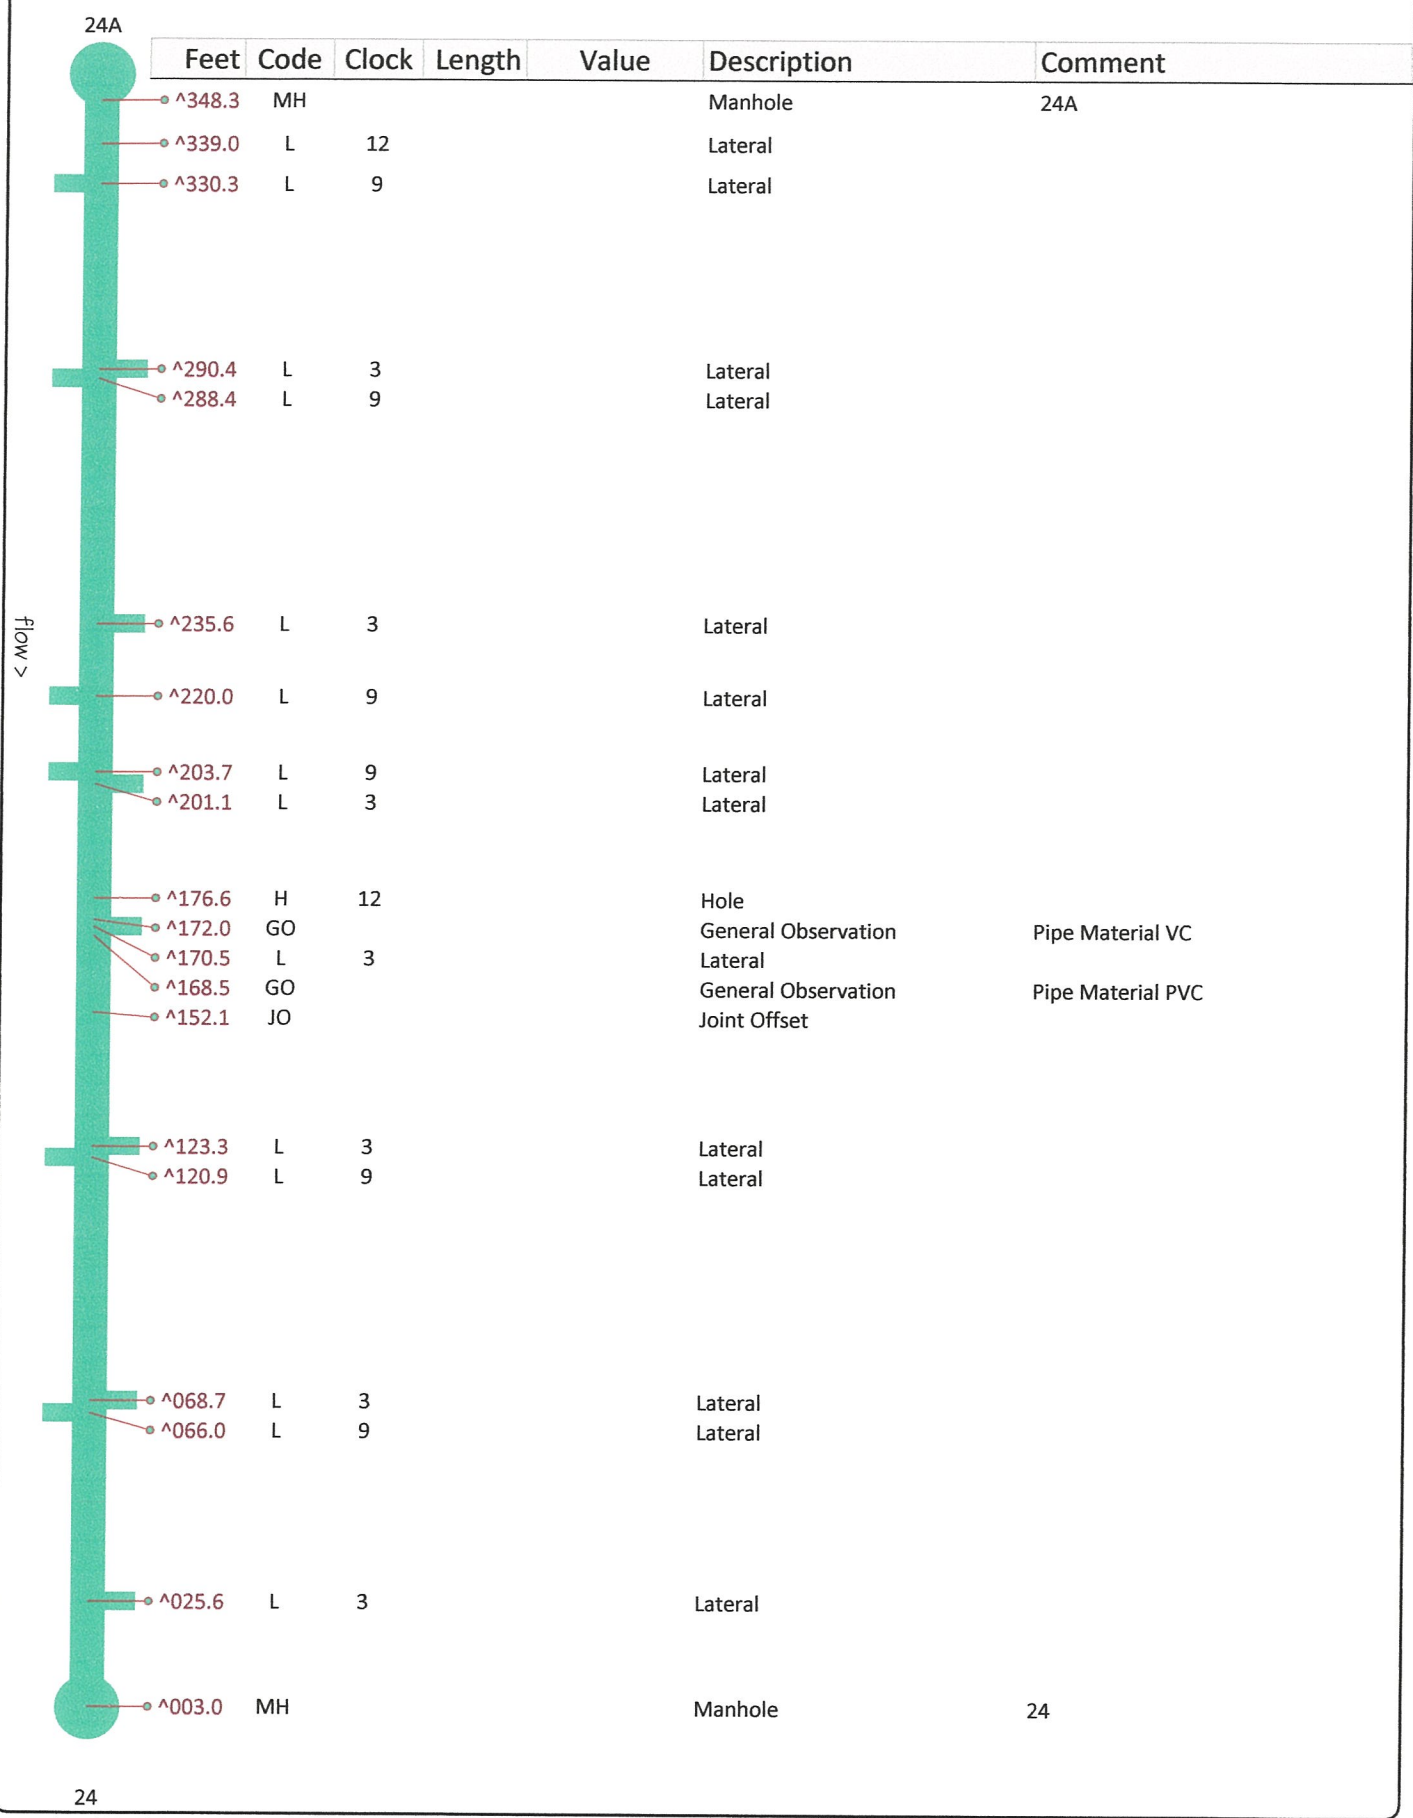 24A
Feet Code Clock Length Value Description Comment
^348.3 MH Manhole 24A
^339.0 L 12 Lateral
^330.3 L 9 Lateral
^290.4 L 3 Lateral
^288.4 L 9 Lateral
^235.6 L 3 Lateral
flow >
^220.0 L 9 Lateral
^203.7 L 9 Lateral
^201.1 L 3 Lateral
^176.6 H 12 Hole
^172.0 GO General Observation Pipe Material VC
^170.5 L 3 Lateral
^168.5 GO General Observation Pipe Material PVC
^152.1 JO Joint Offset
^123.3 L 3 Lateral
^120.9 L 9 Lateral
^068.7 L 3 Lateral
^066.0 L 9 Lateral
^025.6 L 3 Lateral
^003.0 MH Manhole 24
24